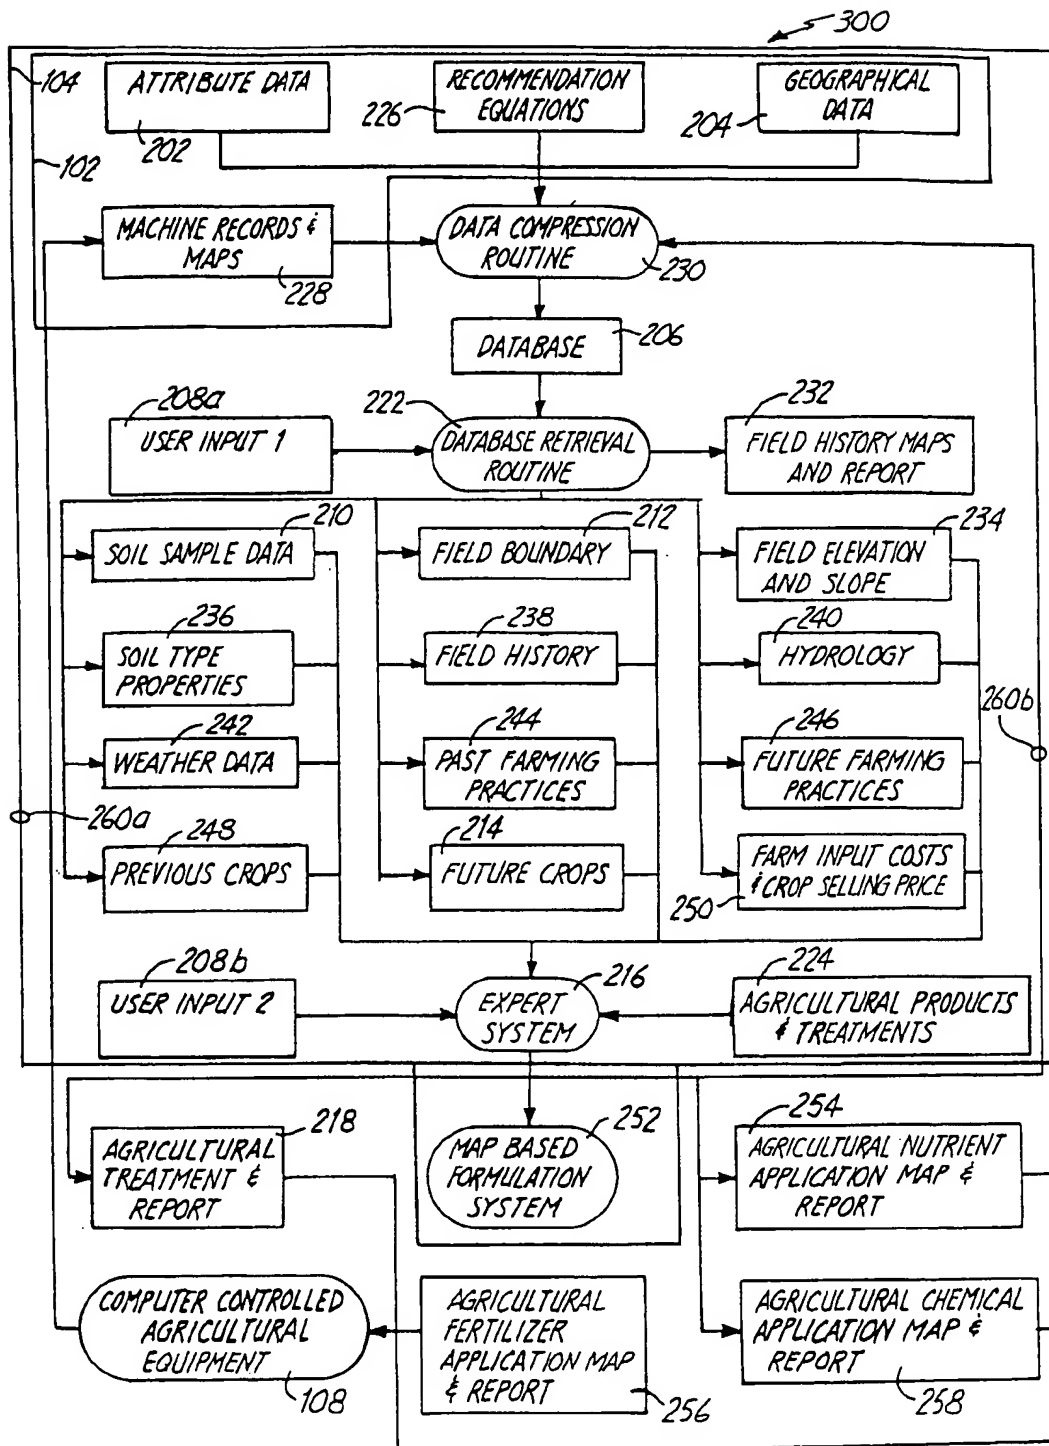 300
104
ATTRIBUTE DATA
202
226
RECOMMENDATION
EQUATIONS
204
GEOGRAPHICAL
DATA
102
MACHINE RECORDS &
MAPS
228
DATA COMPRESSION
ROUTINE
230
DATABASE
206
208a
USER INPUT 1
222
DATABASE RETRIEVAL
ROUTINE
232
FIELD HISTORY MAPS
AND REPORT
210
SOIL SAMPLE DATA
212
FIELD BOUNDARY
234
FIELD ELEVATION
AND SLOPE
236
SOIL TYPE
PROPERTIES
238
FIELD HISTORY
240
HYDROLOGY
260b
242
WEATHER DATA
244
PAST FARMING
PRACTICES
246
FUTURE FARMING
PRACTICES
260a
248
PREVIOUS CROPS
214
FUTURE CROPS
FARM INPUT COSTS
& CROP SELLING PRICE
250
208b
USER INPUT 2
216
EXPERT
SYSTEM
224
AGRICULTURAL PRODUCTS
& TREATMENTS
218
AGRICULTURAL
TREATMENT &
REPORT
252
MAP BASED
FORMULATION
SYSTEM
254
AGRICULTURAL NUTRIENT
APPLICATION MAP &
REPORT
COMPUTER CONTROLLED
AGRICULTURAL
EQUIPMENT
108
AGRICULTURAL
FERTILIZER
APPLICATION MAP
& REPORT
256
AGRICULTURAL CHEMICAL
APPLICATION MAP &
REPORT
258